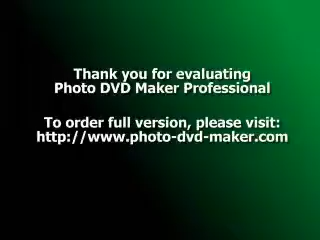 Thank you for evaluating
Photo DVD Maker Professional
To order full version, please visit:
http://www.photo-dvd-maker.com